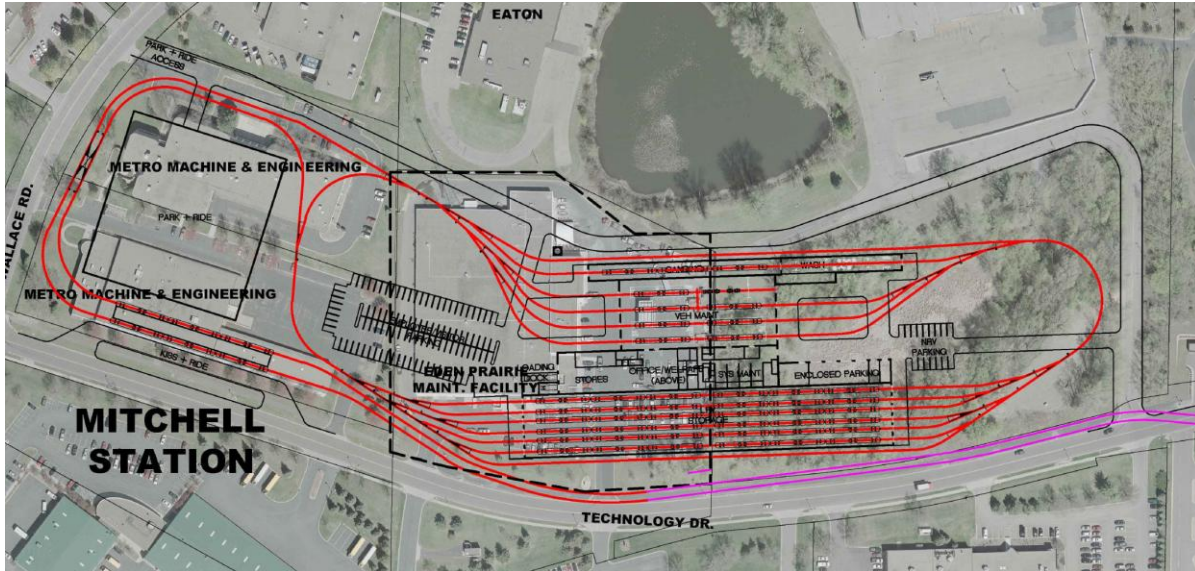 EATON
PARK + RIDE
ACCESS
METRO MACHINE & ENGINEERING
PARK + RIDE
WALLACE RD.
CANOPY
WASH
METRO MACHINE & ENGINEERING
VEH MAINT
NRV
PARKING
KISS + RIDE
EDEN PRAIRIE
MAINT. FACILITY
LOADING
DOCK
STORES
OFFICE/WELFARE
(ABOVE)
SYS MAINT
ENCLOSED PARKING
STORAGE
MITCHELL
STATION
TECHNOLOGY DR.